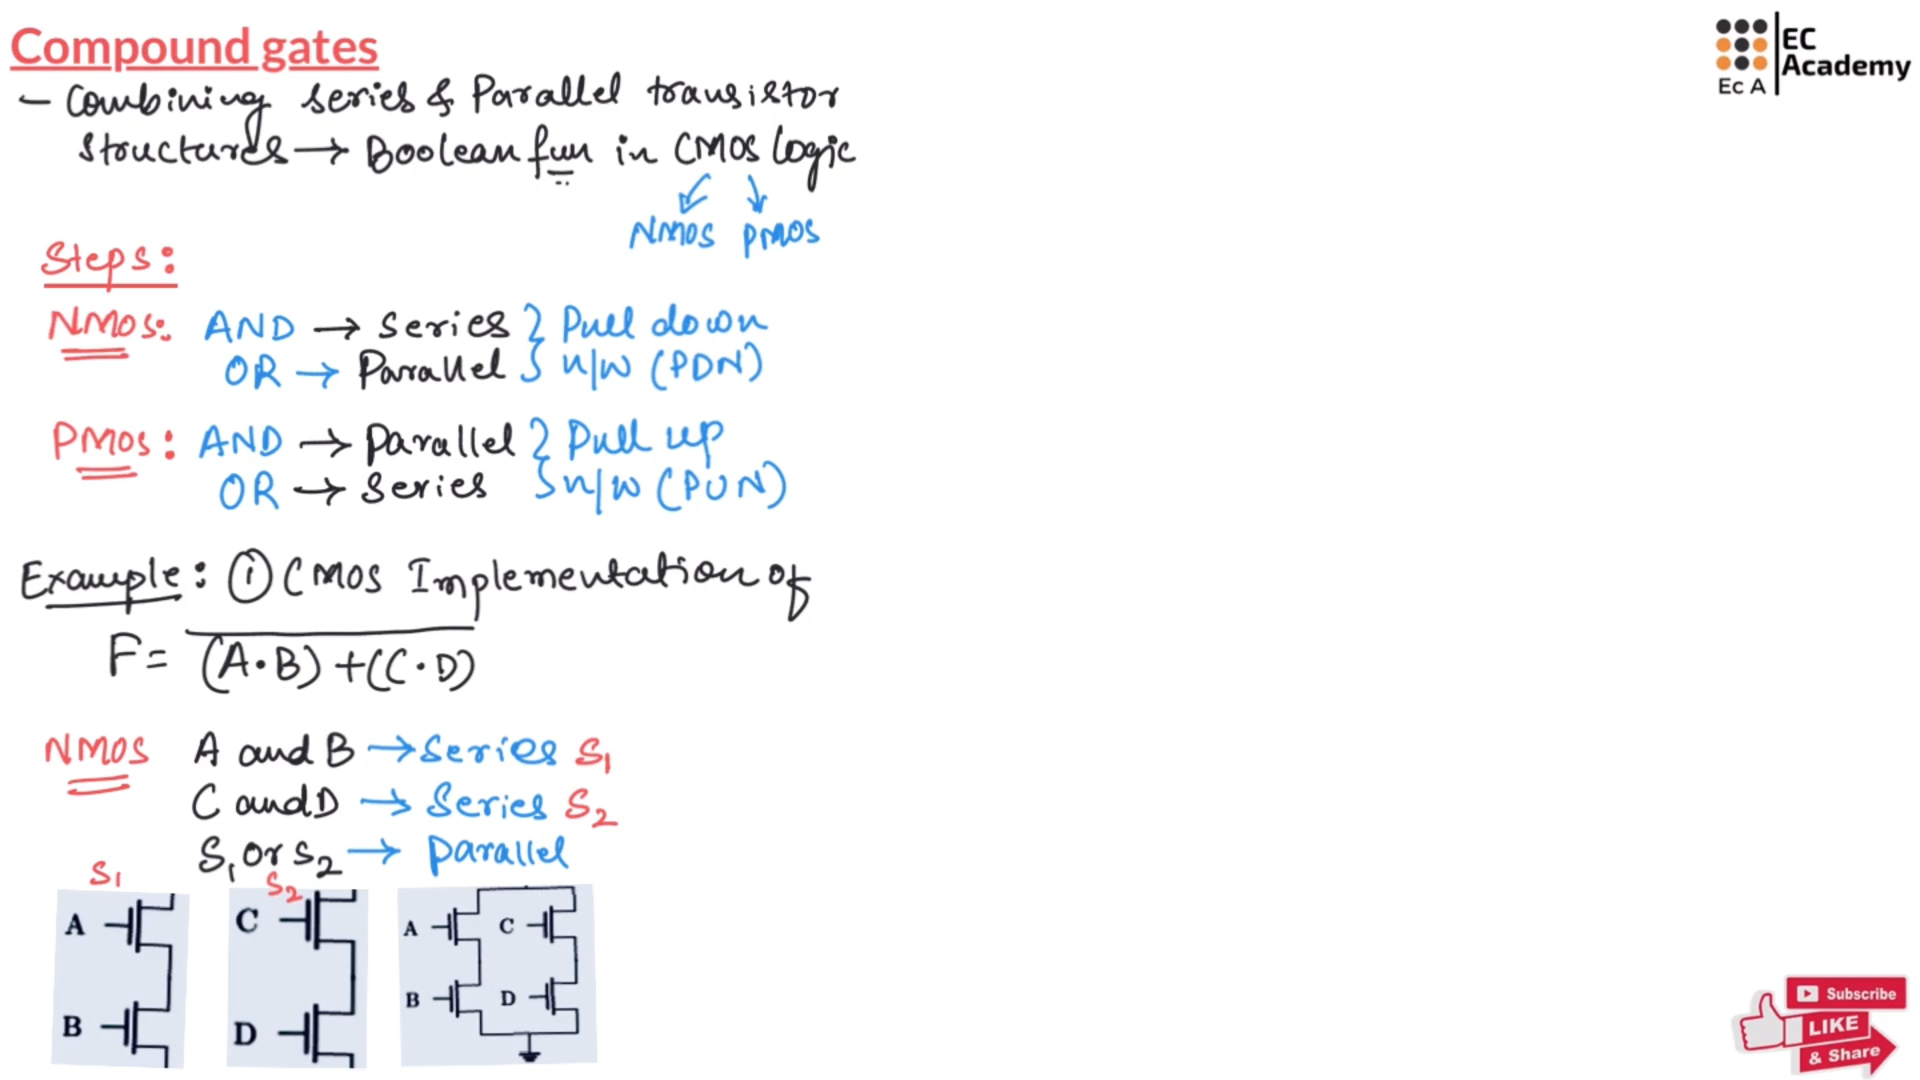 Compound gates
EC
Academy
Ec A
- Combining series & Parallel transistor
structures → Boolean fun in CMOS logic
NMOS PMOS
Steps:
NMOS: AND → Series } Pull down
OR → Parallel } n/w (PDN)
PMOS: AND → Parallel } Pull up
OR → Series } n/w (PUN)
Example: ① CMOS Implementation of
F = \overline{(A·B)+(C·D)}
NMOS A and B → Series S₁
C and D → Series S₂
S₁ or S₂ → parallel
S₁ S₂
A C A C
B D B D
Subscribe
LIKE
& Share